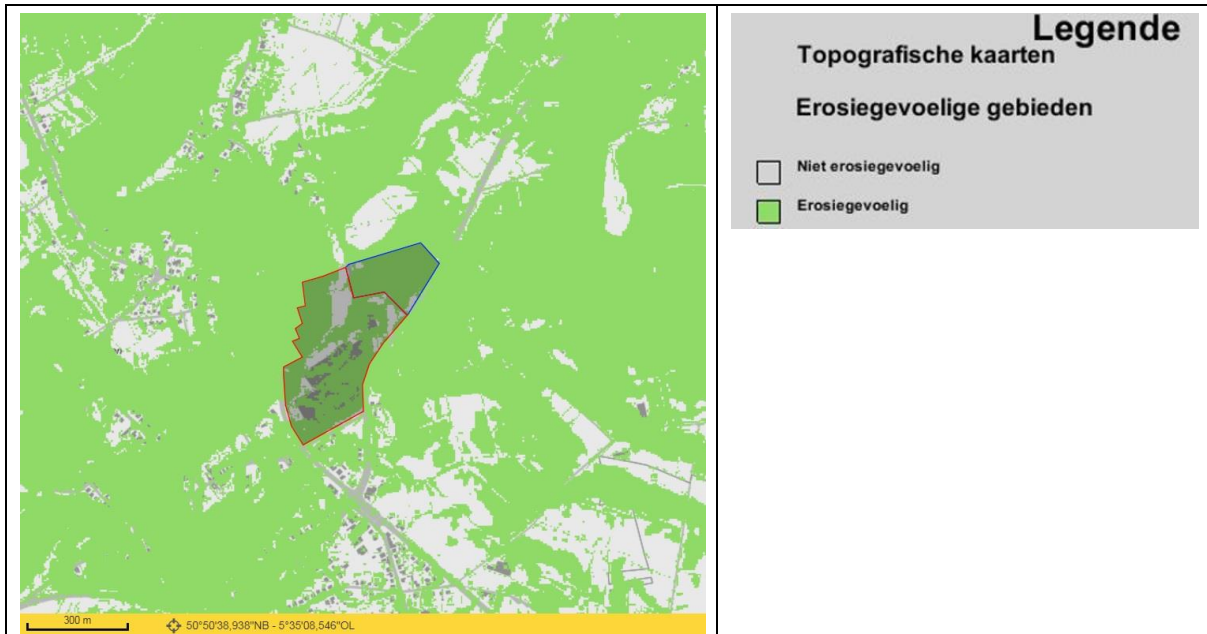 Legende
Topografische kaarten
Erosiegevoelige gebieden
Niet erosiegevoelig
Erosiegevoelig
300 m
50°50'38,938"NB - 5°35'08,546"OL